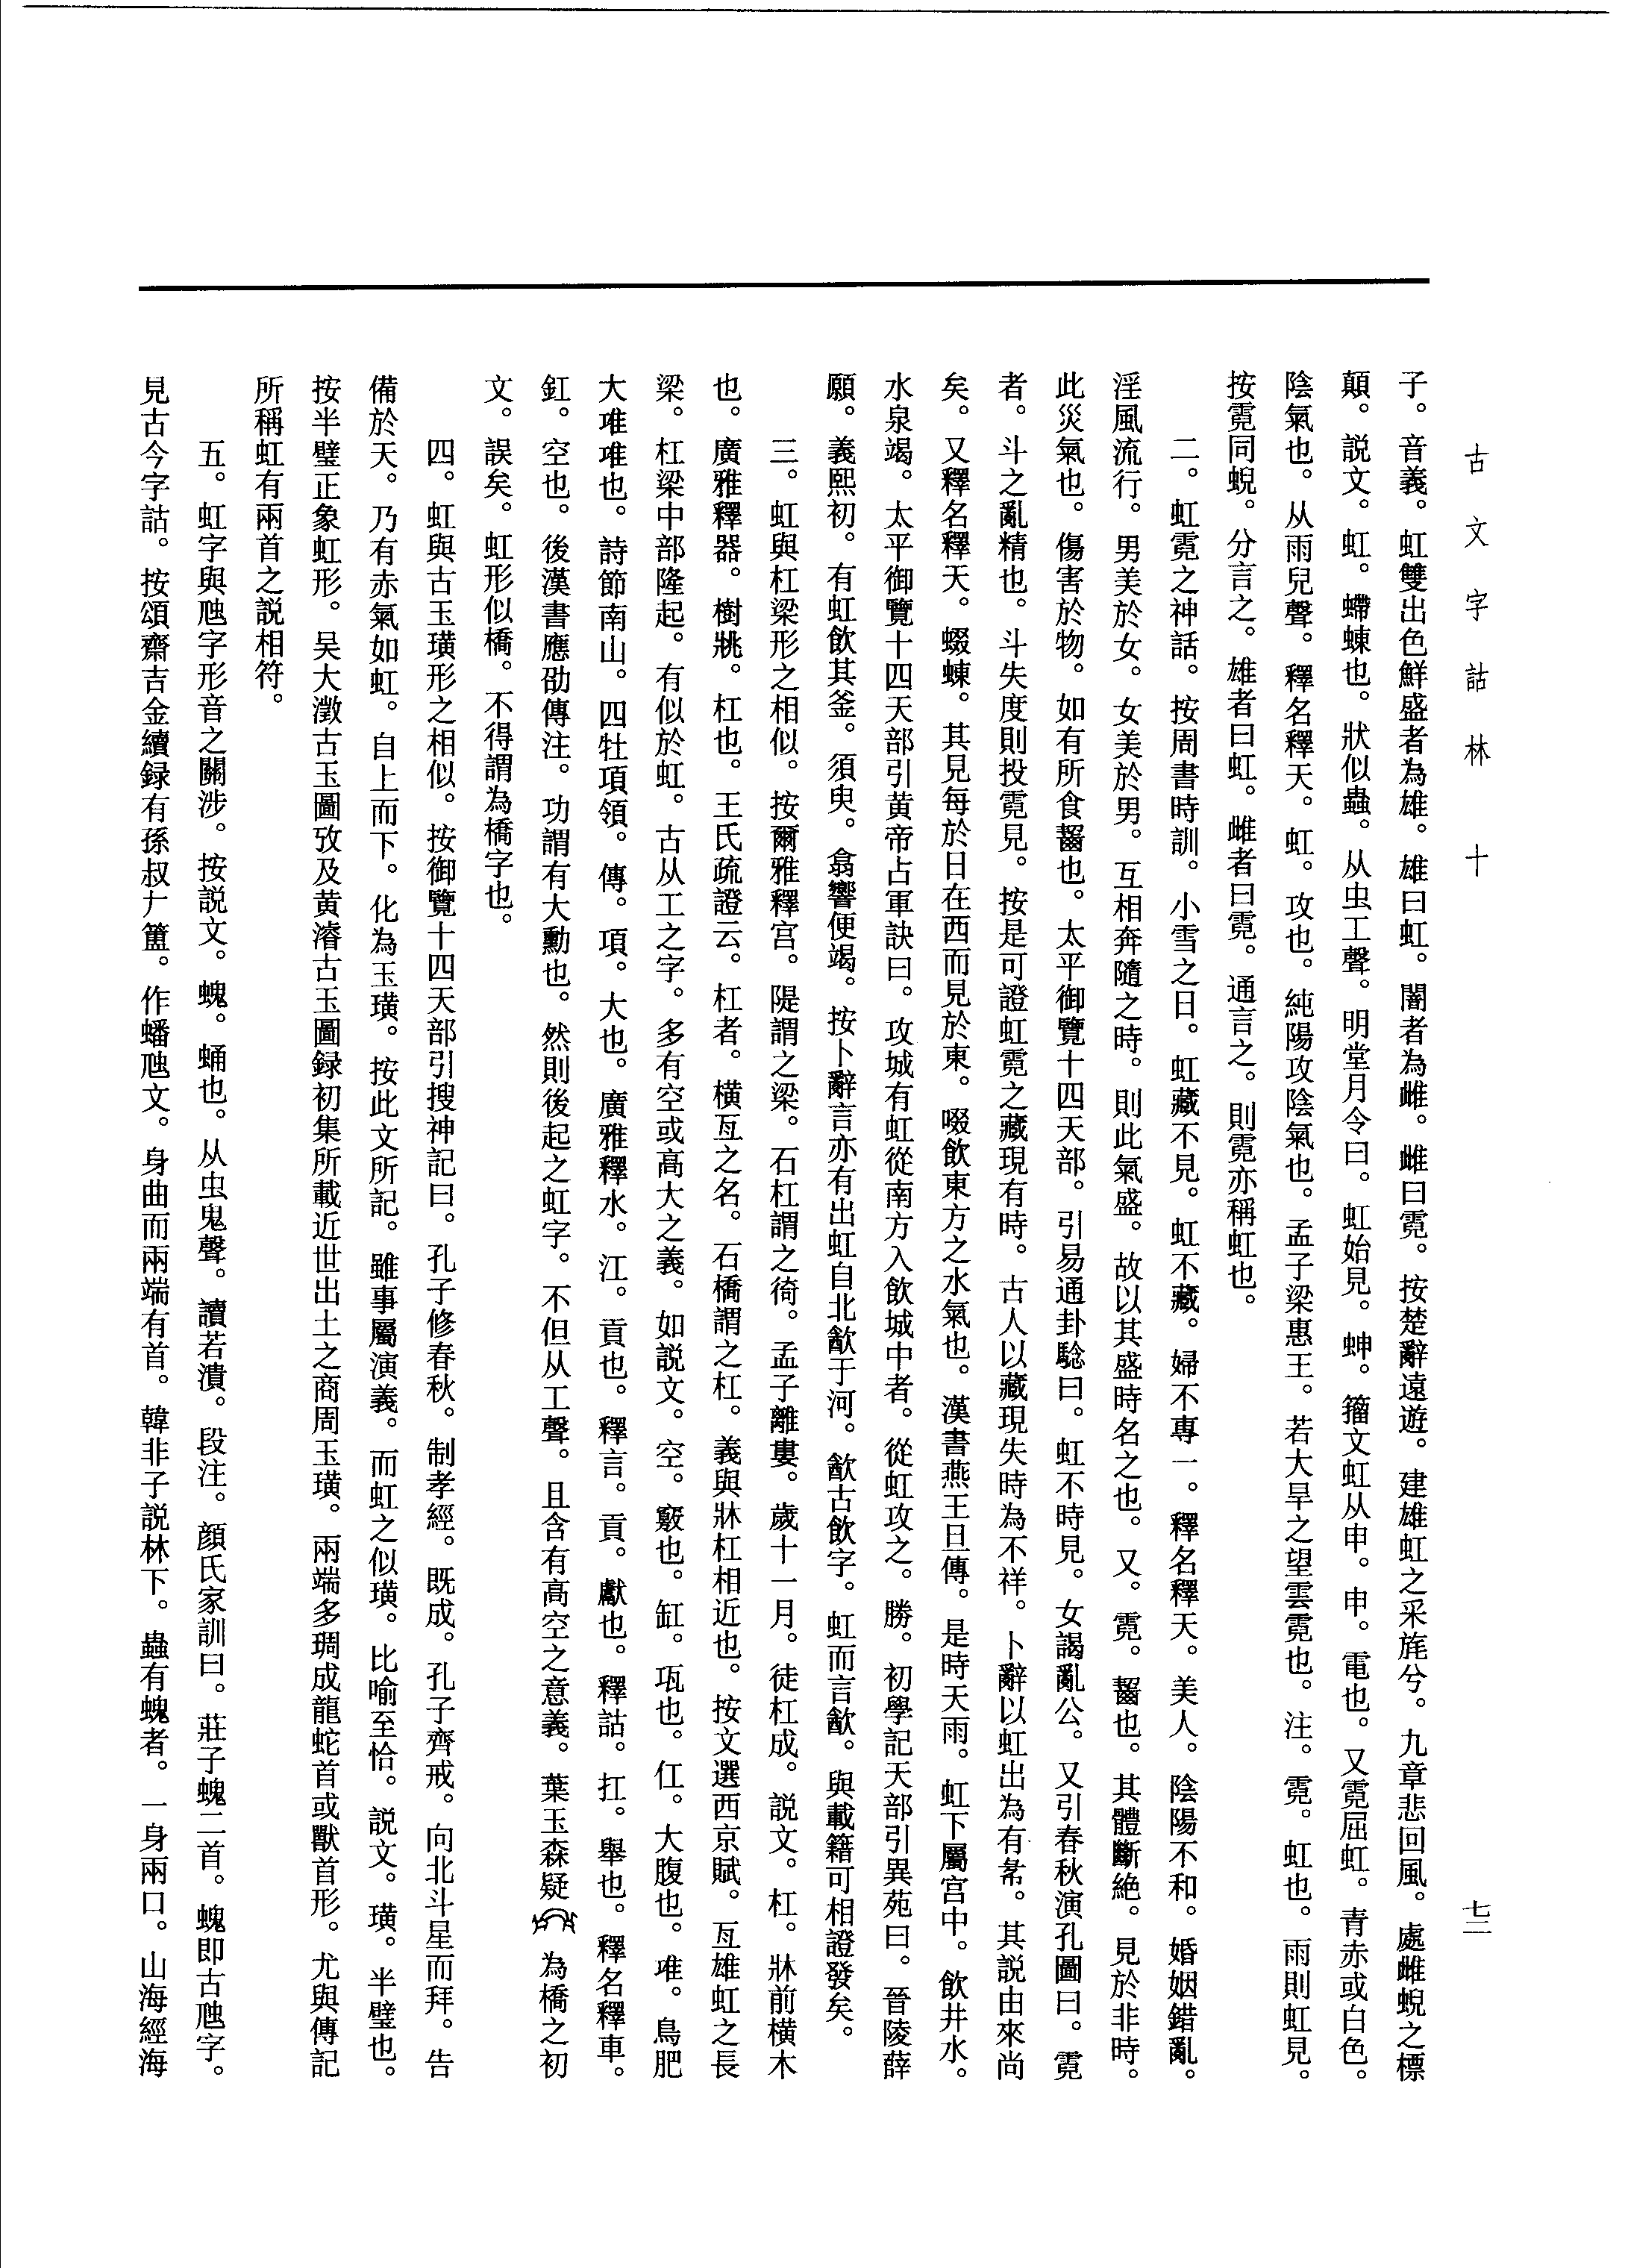 古文字詁林 十
七二
子。音義。虹雙出色鮮盛者為雄。雄曰虹。闇者為雌。雌曰霓。按楚辭遠遊。建雄虹之采旄兮。九章悲回風。處雌蜺之標
顛。説文。虹。螮蝀也。狀似蟲。从虫工聲。明堂月令曰。虹始見。䖝。籀文虹从申。申。電也。又霓屈虹。青赤或白色。
陰氣也。从雨兒聲。釋名釋天。虹。攻也。純陽攻陰氣也。孟子梁惠王。若大旱之望雲霓也。注。霓。虹也。雨則虹見。
按霓同蜺。分言之。雄者曰虹。雌者曰霓。通言之。則霓亦稱虹也。
二。虹霓之神話。按周書時訓。小雪之日。虹藏不見。虹不藏。婦不專一。釋名釋天。美人。陰陽不和。婚姻錯亂。
淫風流行。男美於女。女美於男。互相奔隨之時。則此氣盛。故以其盛時名之也。又。霓。齧也。其體斷絶。見於非時。
此災氣也。傷害於物。如有所食齧也。太平御覽十四天部。引易通卦騐曰。虹不時見。女謁亂公。又引春秋演孔圖曰。霓
者。斗之亂精也。斗失度則投霓見。按是可證虹霓之藏現有時。古人以藏現失時為不祥。卜辭以虹出為有希。其説由來尚
矣。又釋名釋天。蝃蝀。其見每於日在西而見於東。啜飲東方之水氣也。漢書燕王旦傳。是時天雨。虹下屬宫中。飲井水。
水泉竭。太平御覽十四天部引黄帝占軍訣曰。攻城有虹從南方入飲城中者。從虹攻之。勝。初學記天部引異苑曰。晉陵薛
願。義熙初。有虹飲其釜。須臾。翕響便竭。按卜辭言亦有出虹自北㱃于河。㱃古飲字。虹而言㱃。與載籍可相證發矣。
三。虹與杠梁形之相似。按爾雅釋宫。隄謂之梁。石杠謂之徛。孟子離婁。歲十一月。徒杠成。説文。杠。牀前横木
也。廣雅釋器。樹㸠。杠也。王氏疏證云。杠者。横亙之名。石橋謂之杠。義與牀杠相近也。按文選西京賦。亙雄虹之長
梁。杠梁中部隆起。有似於虹。古从工之字。多有空或高大之義。如説文。空。竅也。缸。瓨也。仜。大腹也。䧺。鳥肥
大䧺䧺也。詩節南山。四牡項領。傳。項。大也。廣雅釋水。江。貢也。釋言。貢。獻也。釋詁。扛。舉也。釋名釋車。
釭。空也。後漢書應劭傳注。功謂有大勳也。然則後起之虹字。不但从工聲。且含有高空之意義。葉玉森疑 為橋之初
文。誤矣。虹形似橋。不得謂為橋字也。
四。虹與古玉璜形之相似。按御覽十四天部引搜神記曰。孔子修春秋。制孝經。既成。孔子齊戒。向北斗星而拜。告
備於天。乃有赤氣如虹。自上而下。化為玉璜。按此文所記。雖事屬演義。而虹之似璜。比喻至恰。説文。璜。半璧也。
按半璧正象虹形。吴大澂古玉圖攷及黄濬古玉圖録初集所載近世出土之商周玉璜。兩端多琱成龍蛇首或獸首形。尤與傳記
所稱虹有兩首之説相符。
五。虹字與虺字形音之關涉。按説文。螝。蛹也。从虫鬼聲。讀若潰。段注。顔氏家訓曰。莊子螝二首。螝即古虺字。
見古今字詁。按頌齋吉金續録有孫叔𠂇簠。作蟠虺文。身曲而兩端有首。韓非子説林下。蟲有螝者。一身兩口。山海經海